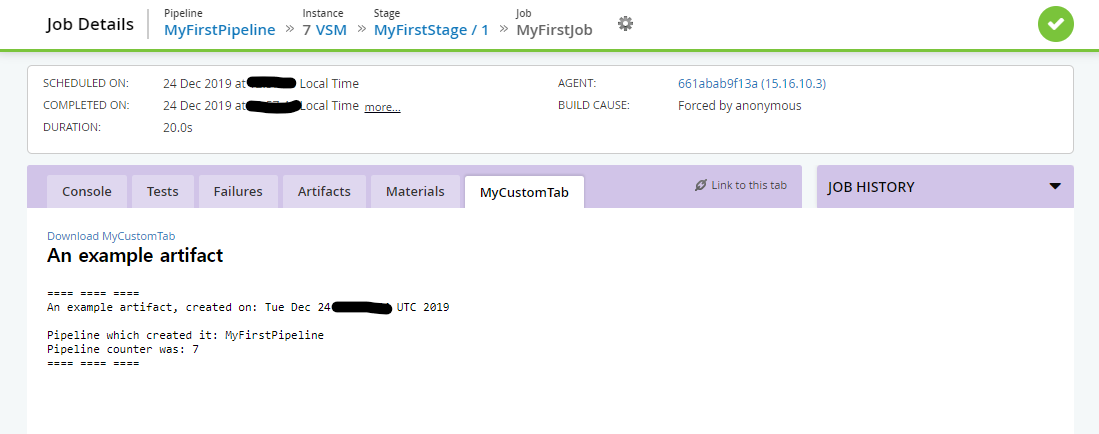 Job Details
Pipeline Instance Stage Job
MyFirstPipeline » 7 VSM » MyFirstStage / 1 » MyFirstJob
SCHEDULED ON: 24 Dec 2019 at Local Time AGENT: 661abab9f13a (15.16.10.3)
COMPLETED ON: 24 Dec 2019 at Local Time more... BUILD CAUSE: Forced by anonymous
DURATION: 20.0s
Console Tests Failures Artifacts Materials MyCustomTab Link to this tab JOB HISTORY
Download MyCustomTab
An example artifact
==== ==== ====
An example artifact, created on: Tue Dec 24 UTC 2019
Pipeline which created it: MyFirstPipeline
Pipeline counter was: 7
==== ==== ====